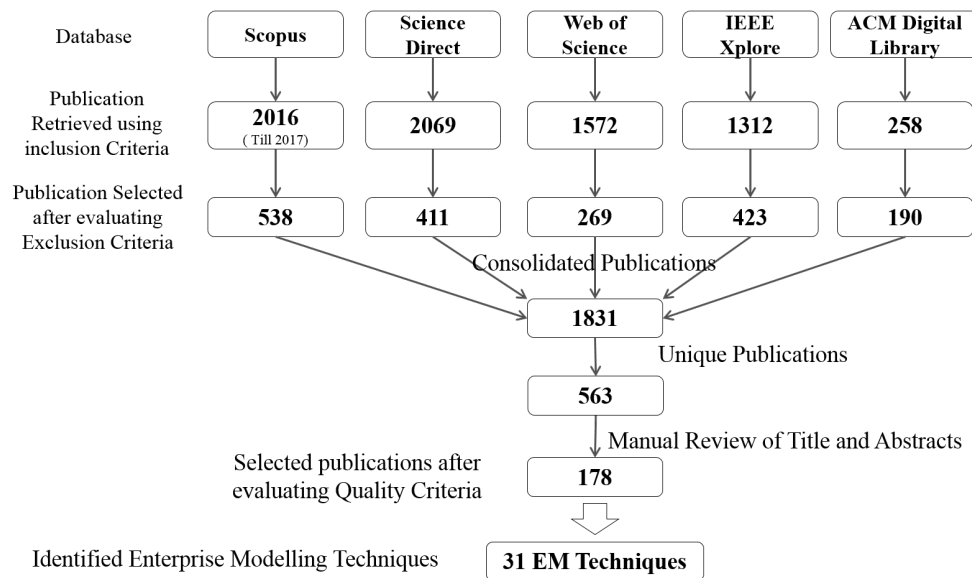 Database
Scopus
Science
Direct
Web of
Science
IEEE
Xplore
ACM Digital
Library
Publication
Retrieved using
inclusion Criteria
2016
( Till 2017)
2069
1572
1312
258
Publication Selected
after evaluating
Exclusion Criteria
538
411
269
423
190
Consolidated Publications
1831
Unique Publications
563
Manual Review of Title and Abstracts
Selected publications after
evaluating Quality Criteria
178
Identified Enterprise Modelling Techniques
31 EM Techniques